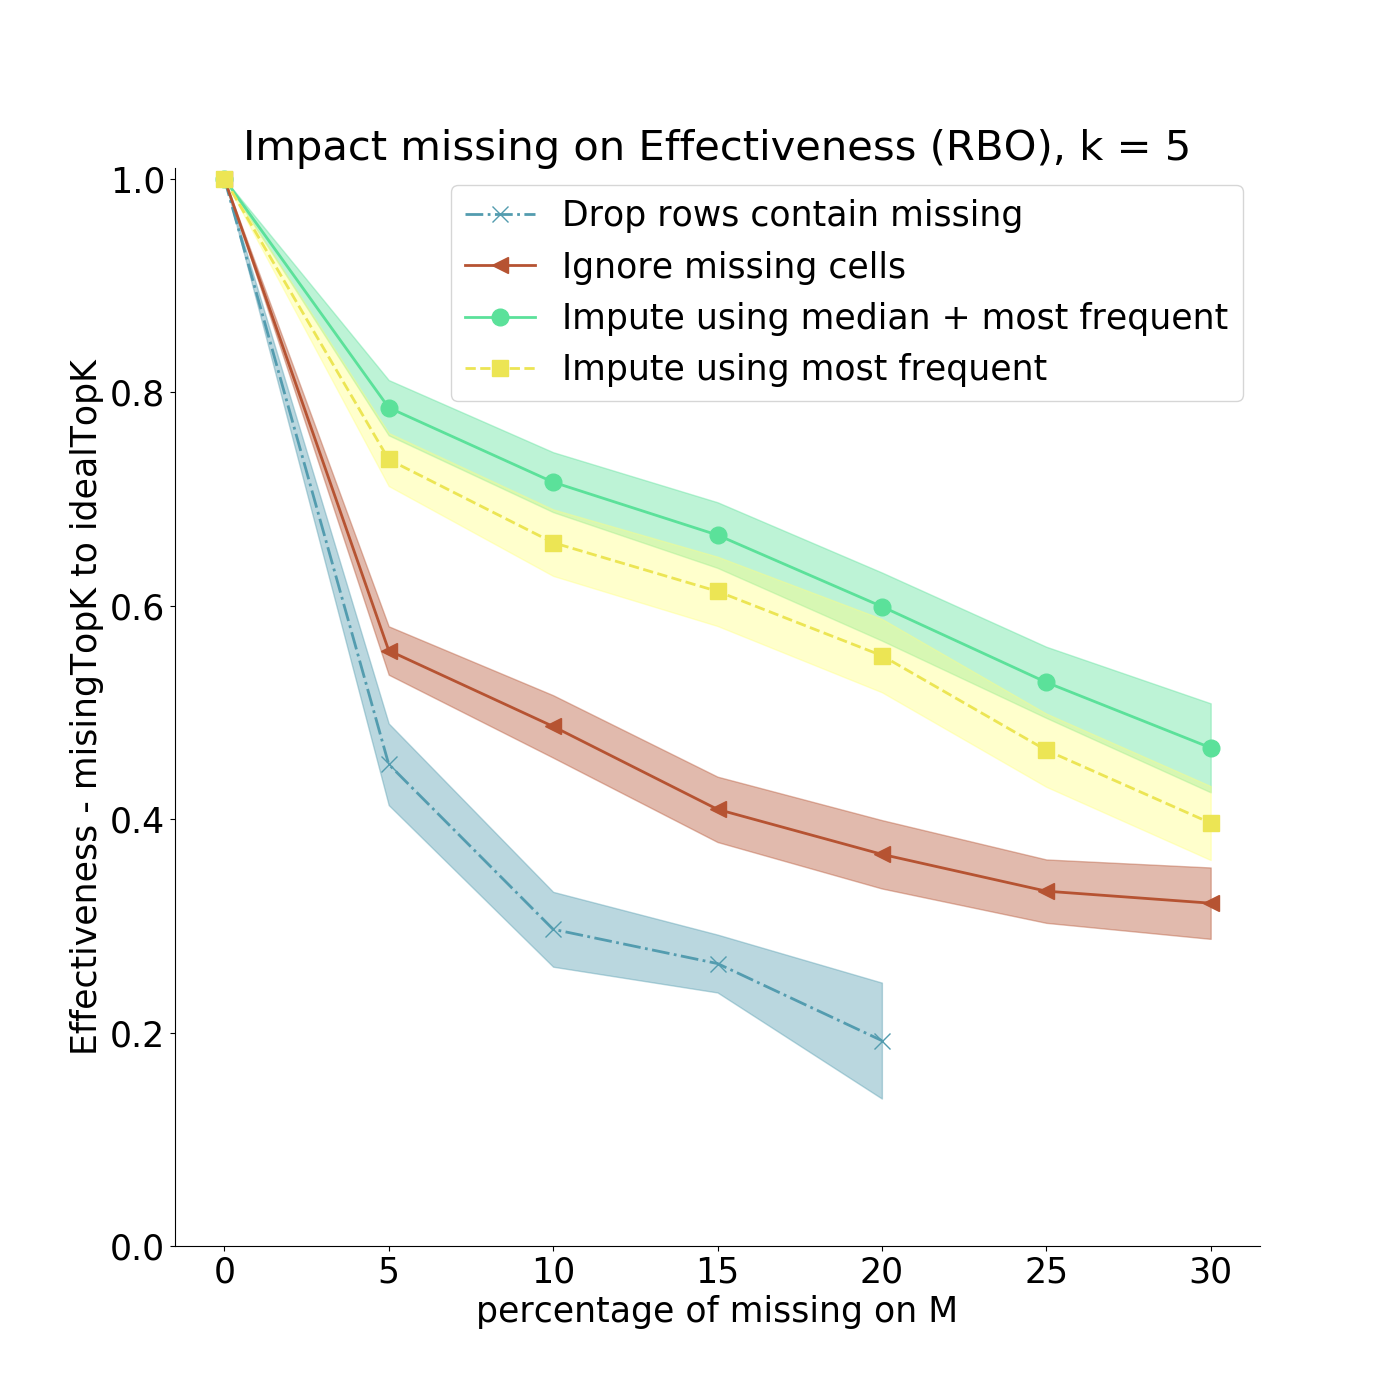 Impact missing on Effectiveness (RBO), k = 5
Drop rows contain missing
Ignore missing cells
Impute using median + most frequent
Impute using most frequent
Effectiveness - misingTopK to idealTopK
1.0
0.8
0.6
0.4
0.2
0.0
0 5 10 15 20 25 30
percentage of missing on M